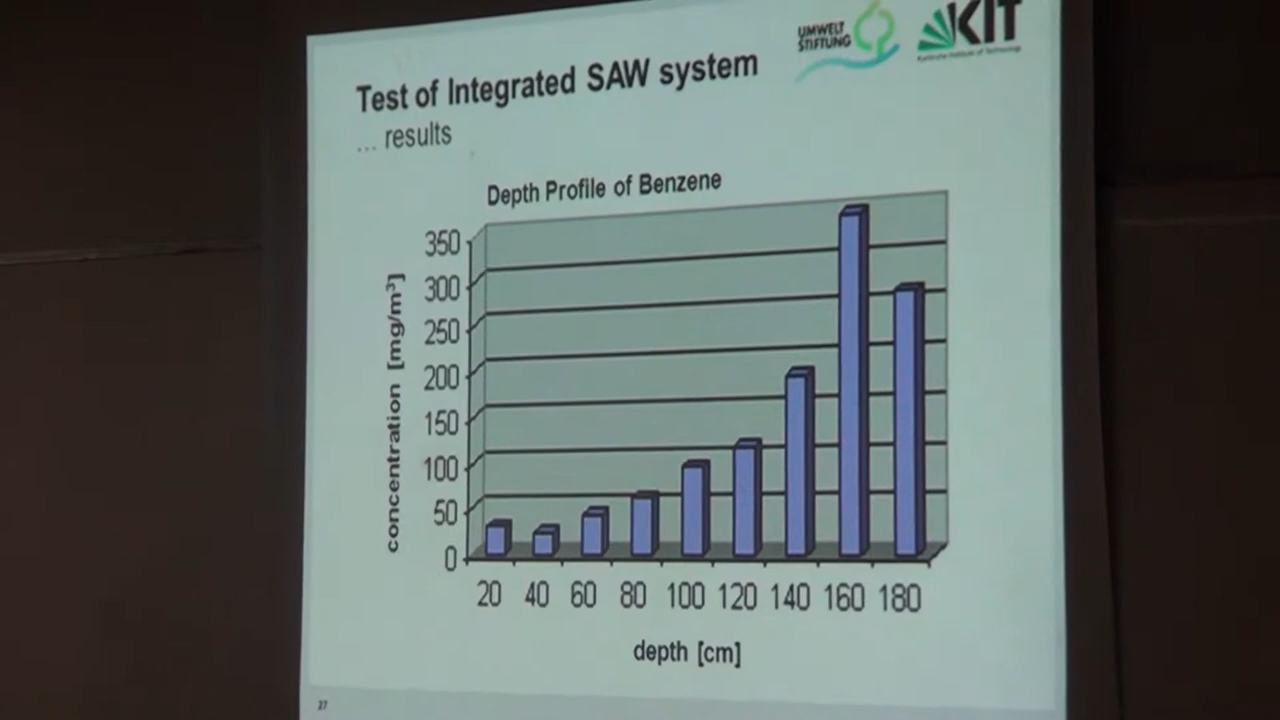 UMWELT
STIFTUNG
KIT
Karlsruhe Institute of Technology
Test of Integrated SAW system
... results
Depth Profile of Benzene
350
300
250
200
150
100
50
0
concentration [mg/m³]
20 40 60 80 100 120 140 160 180
depth [cm]
27